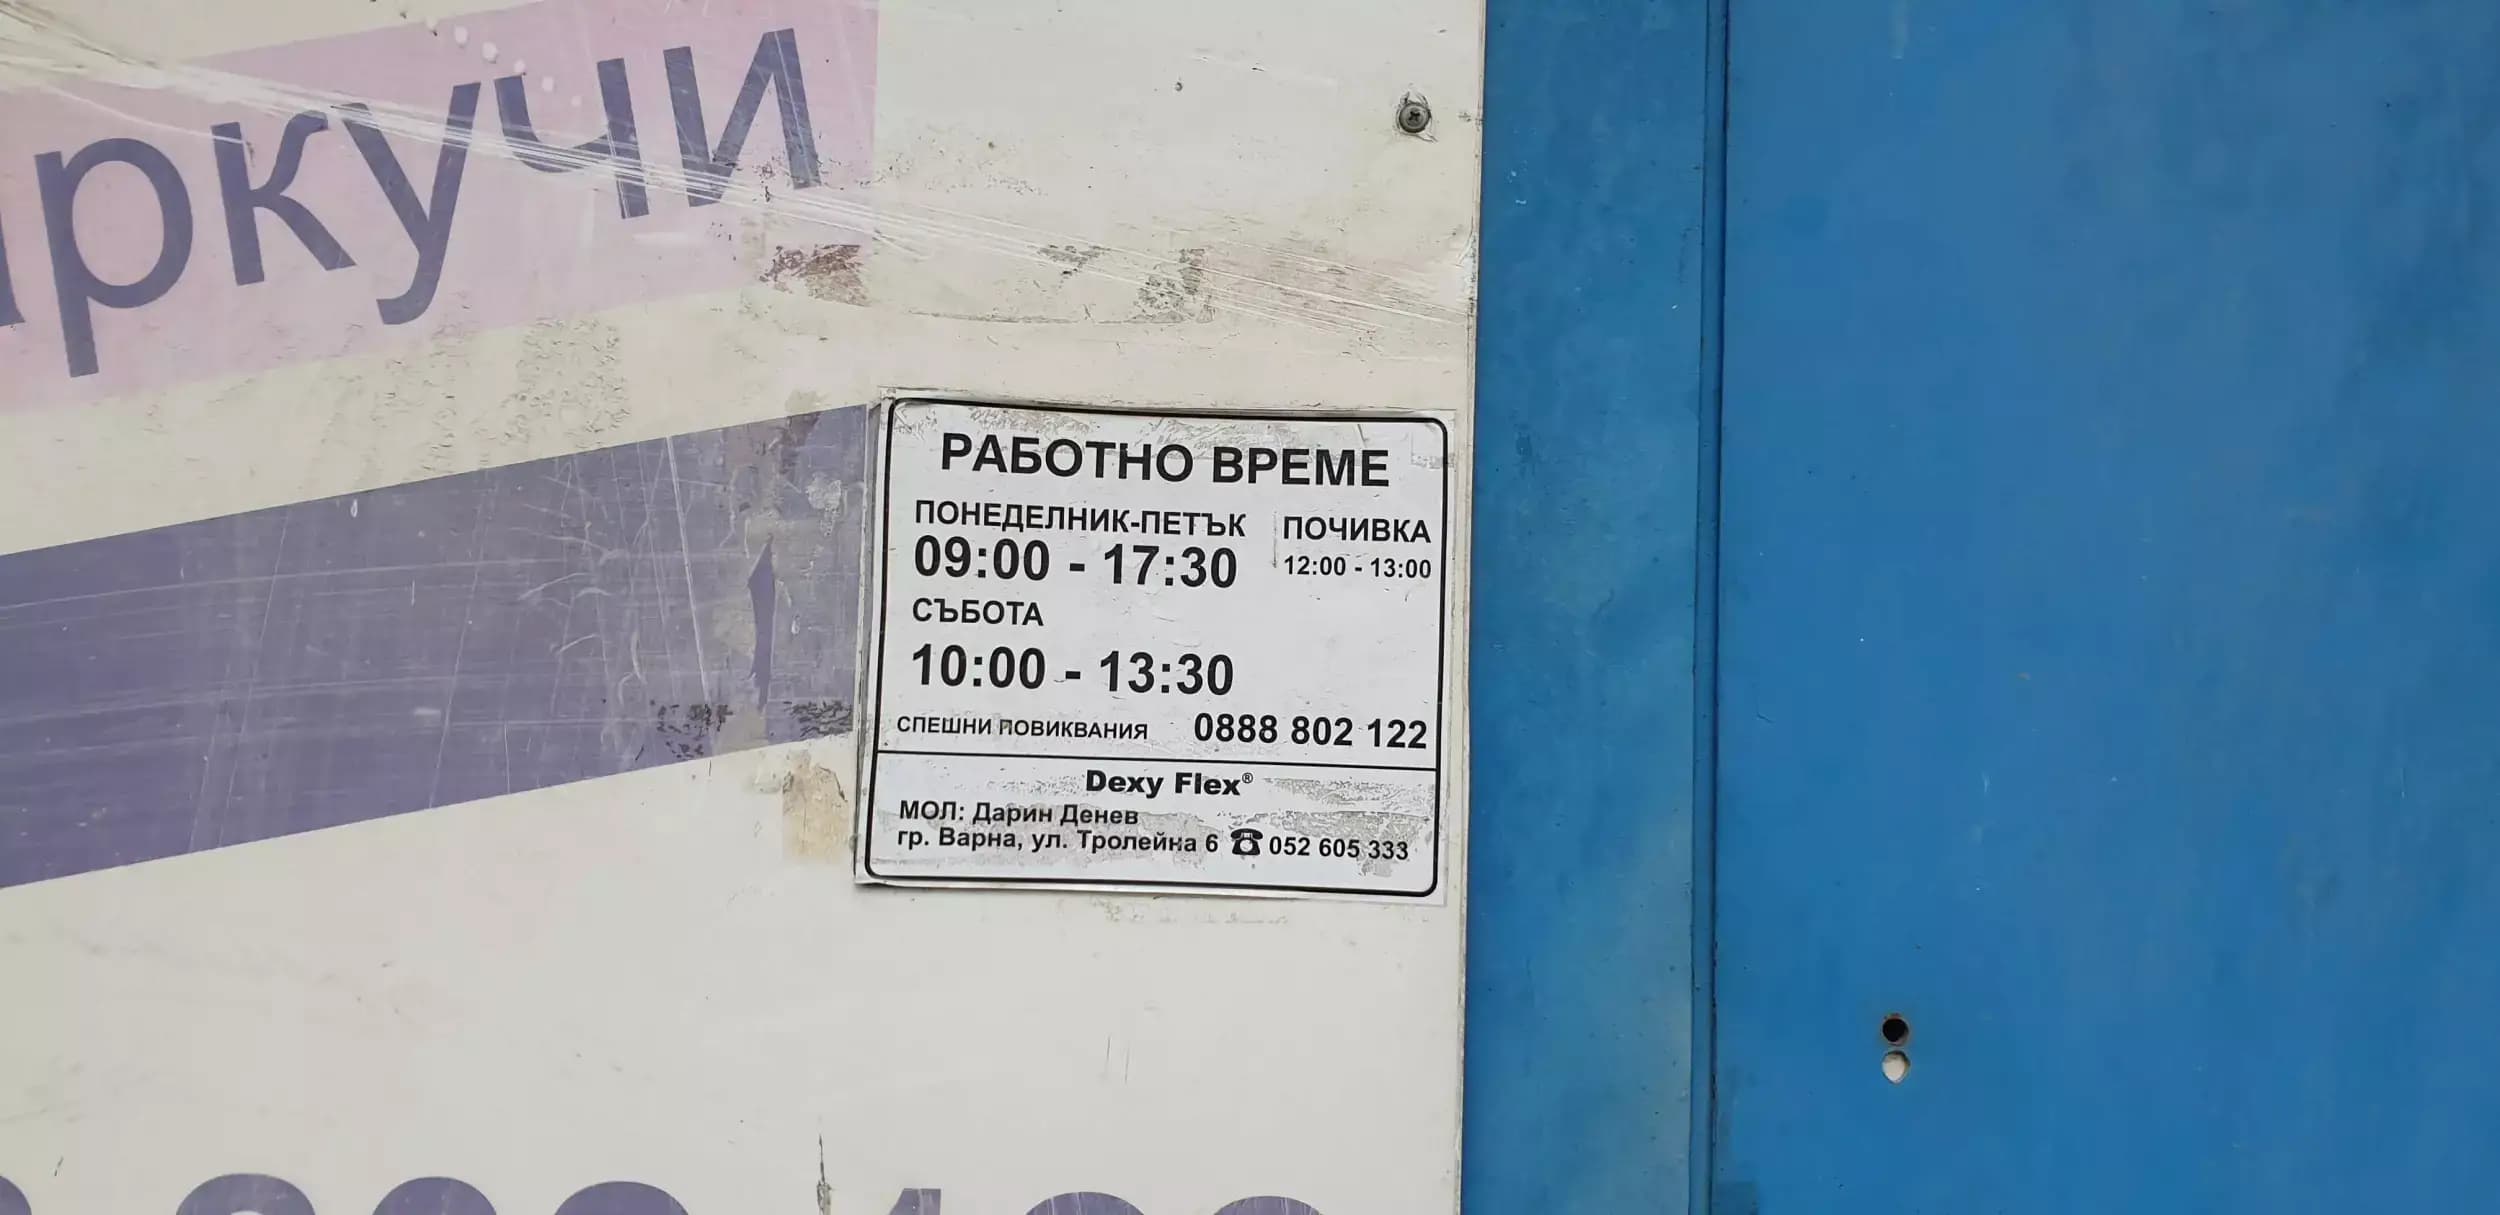 ркучи
РАБОТНО ВРЕМЕ
ПОНЕДЕЛНИК-ПЕТЪК ПОЧИВКА
09:00 - 17:30 12:00 - 13:00
СЪБОТА
10:00 - 13:30
СПЕШНИ ПОВИКВАНИЯ 0888 802 122
Dexy Flex®
МОЛ: Дарин Денев
гр. Варна, ул. Тролейна 6 ☎ 052 605 333